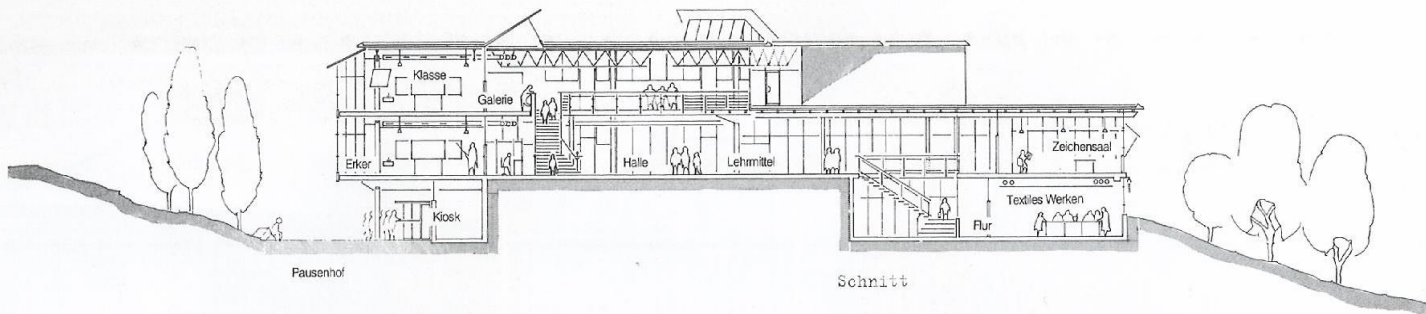 Klasse
Galerie
Erker
Halle
Lehrmittel
Zeichensaal
Kiosk
Textiles Werken
Flur
Pausenhof
Schnitt